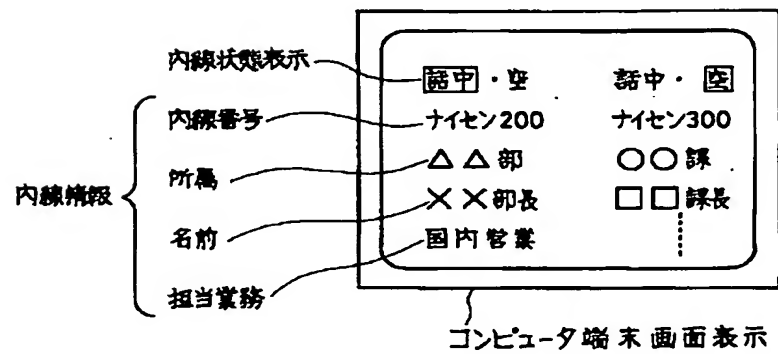 内線状態表示
話中・空
話中・空
内線番号
ナイセン200
ナイセン300
所属
△△部
○○課
内線情報
名前
××部長
□□課長
担当業務
国内営業
コンピュータ端末画面表示